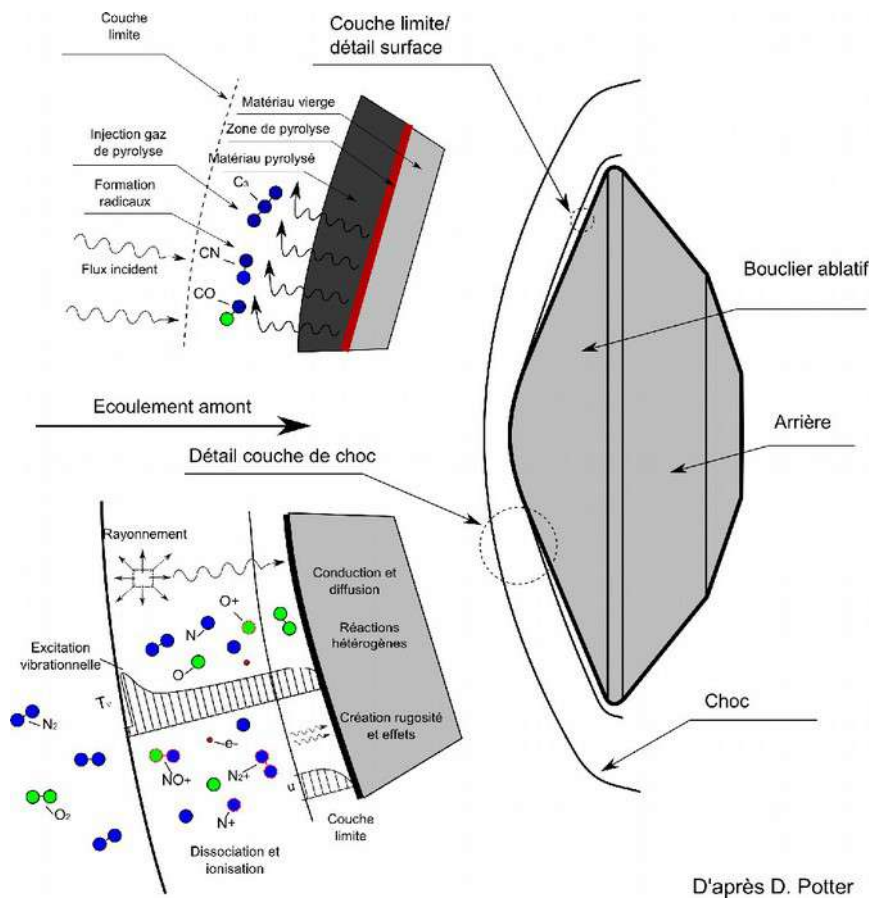 Couche
limite
Couche limite/
détail surface
Injection gaz
de pyrolyse
Matériau vierge
Zone de pyrolyse
Matériau pyrolysé
C3
Formation
radicaux
CN
Flux incident
CO
Bouclier ablatif
Ecoulement amont
Arrière
Détail couche de choc
Rayonnement
Conduction et
diffusion
O+
N
Réactions
hétérogènes
Excitation
vibrationnelle
O
Tv
N2
Création rugosité
et effets
Choc
e-
NO+
N2+
u
O2
N+
Couche
limite
Dissociation et
ionisation
D'après D. Potter